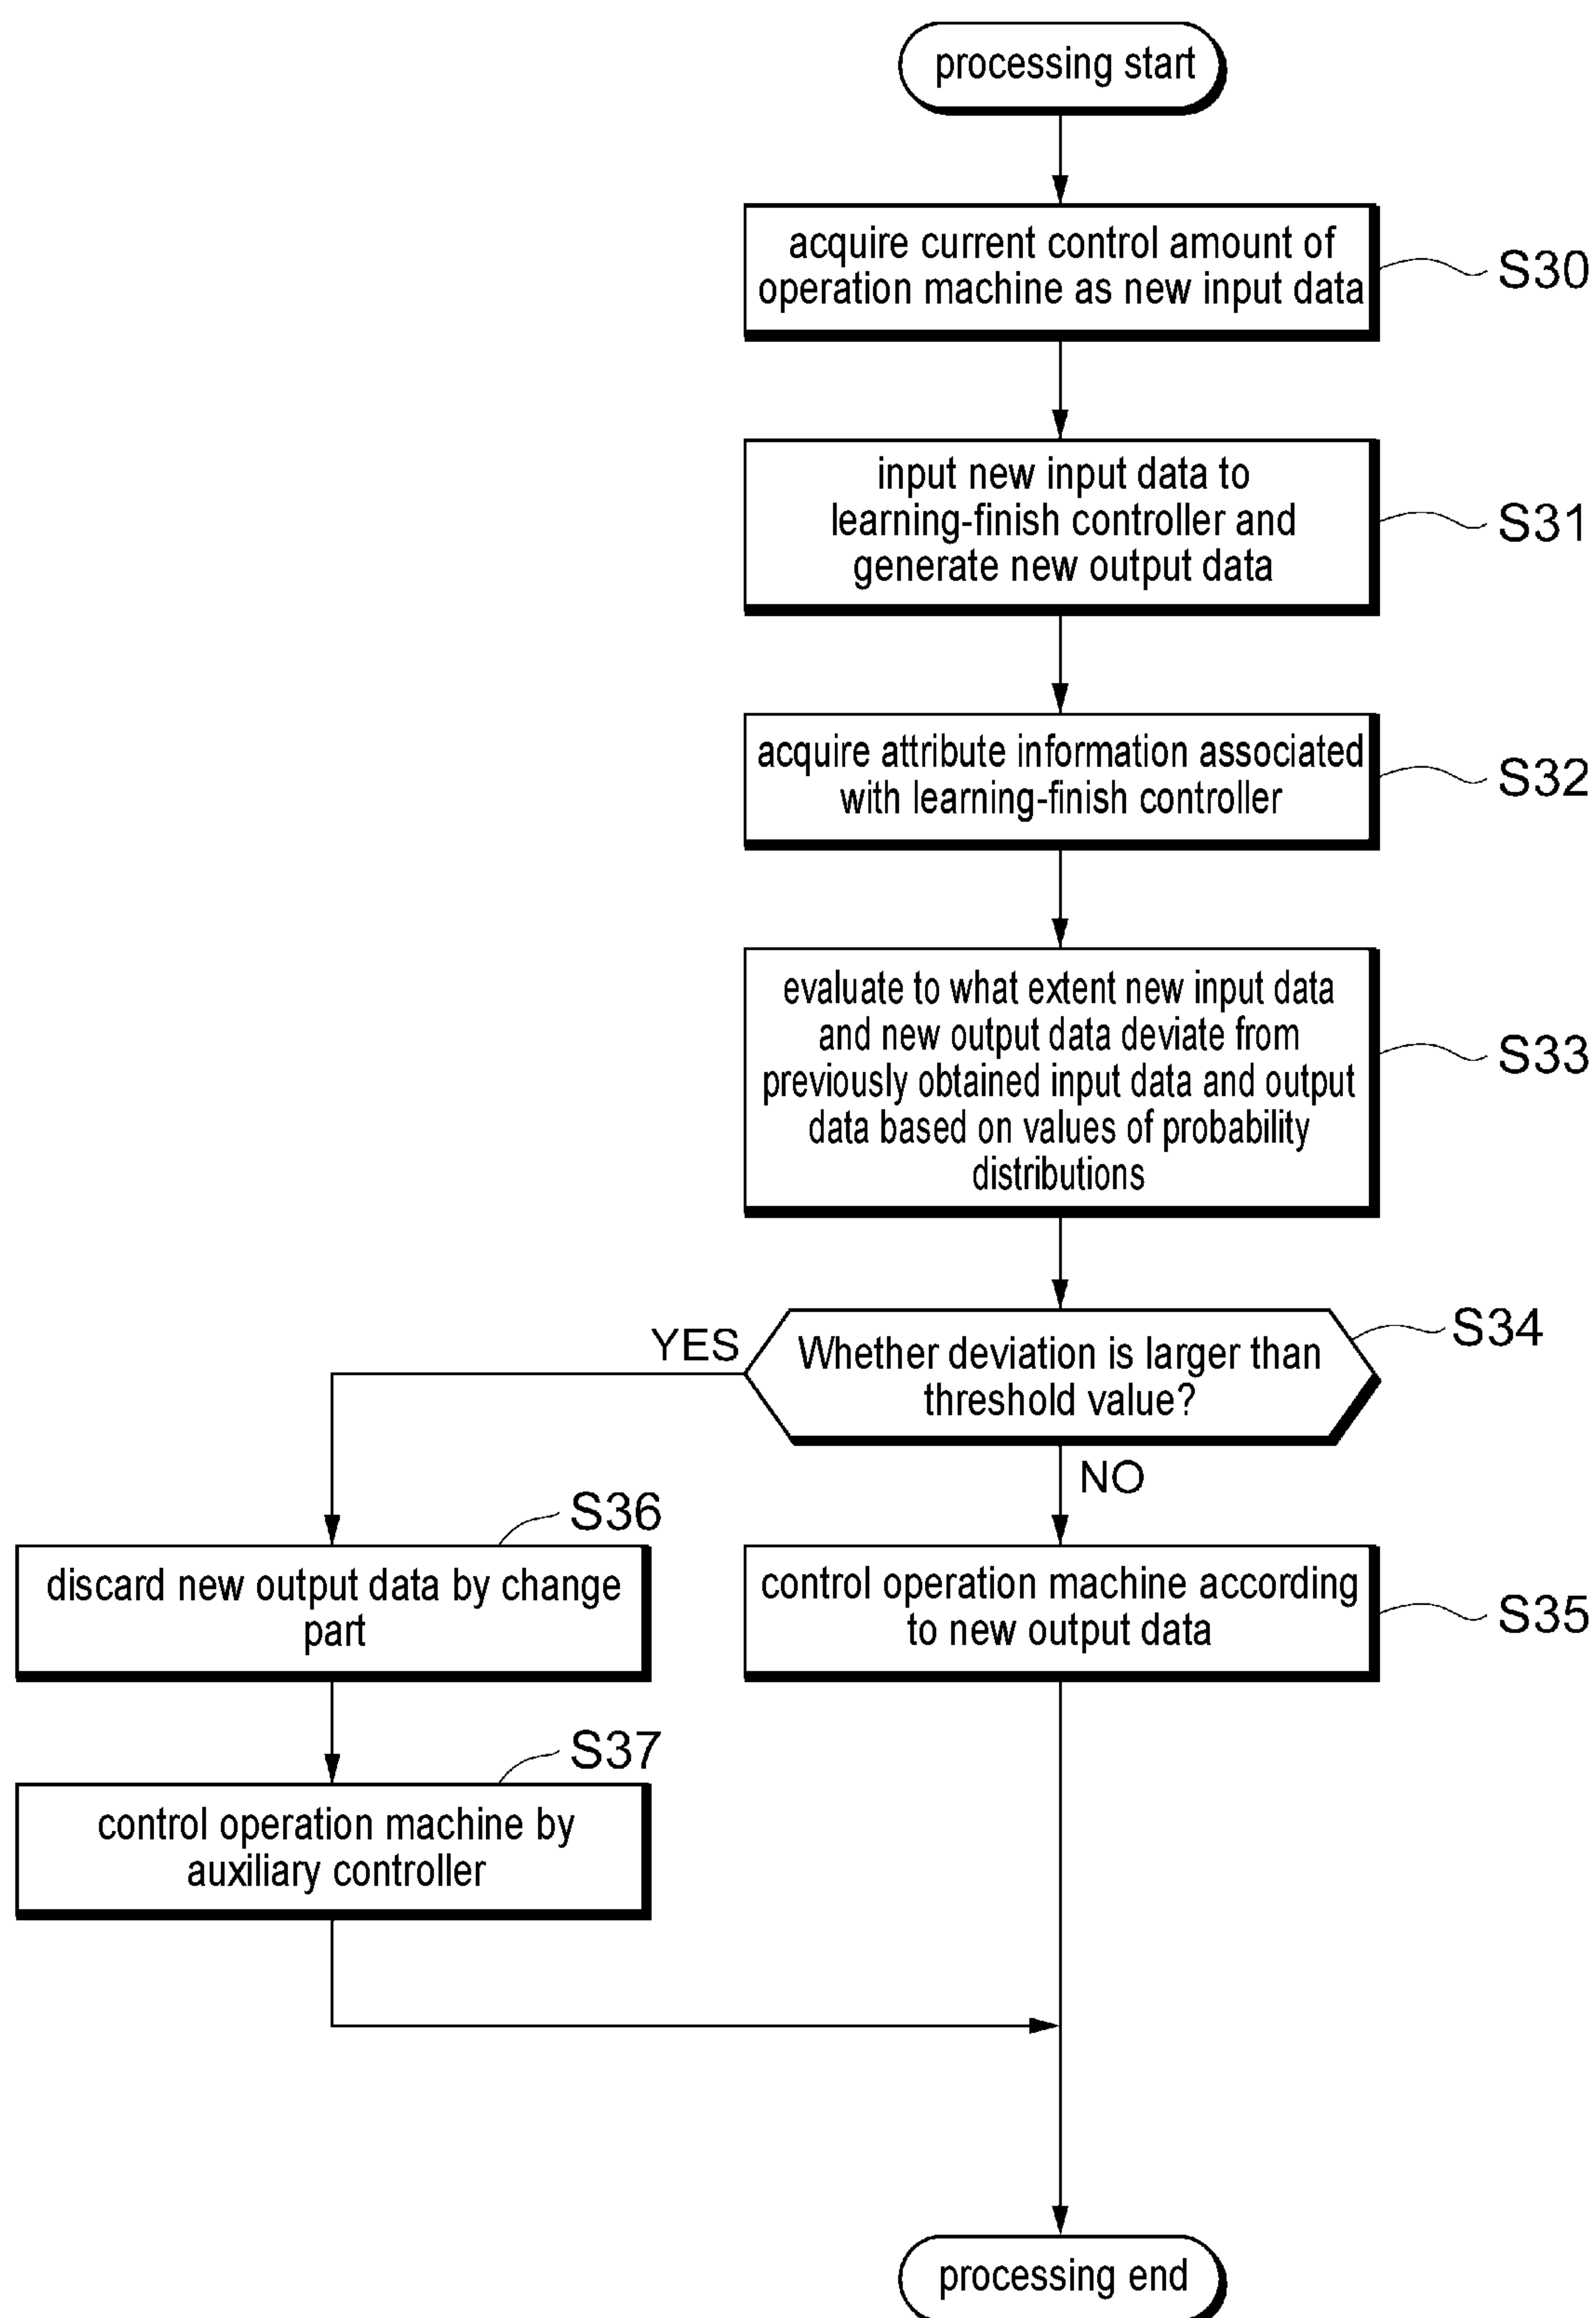 processing start
acquire current control amount of
operation machine as new input data
S30
input new input data to
learning-finish controller and
generate new output data
S31
acquire attribute information associated
with learning-finish controller
S32
evaluate to what extent new input data
and new output data deviate from
previously obtained input data and output
data based on values of probability
distributions
S33
Whether deviation is larger than
threshold value?
S34
YES
NO
S36
discard new output data by change
part
control operation machine according
to new output data
S35
S37
control operation machine by
auxiliary controller
processing end